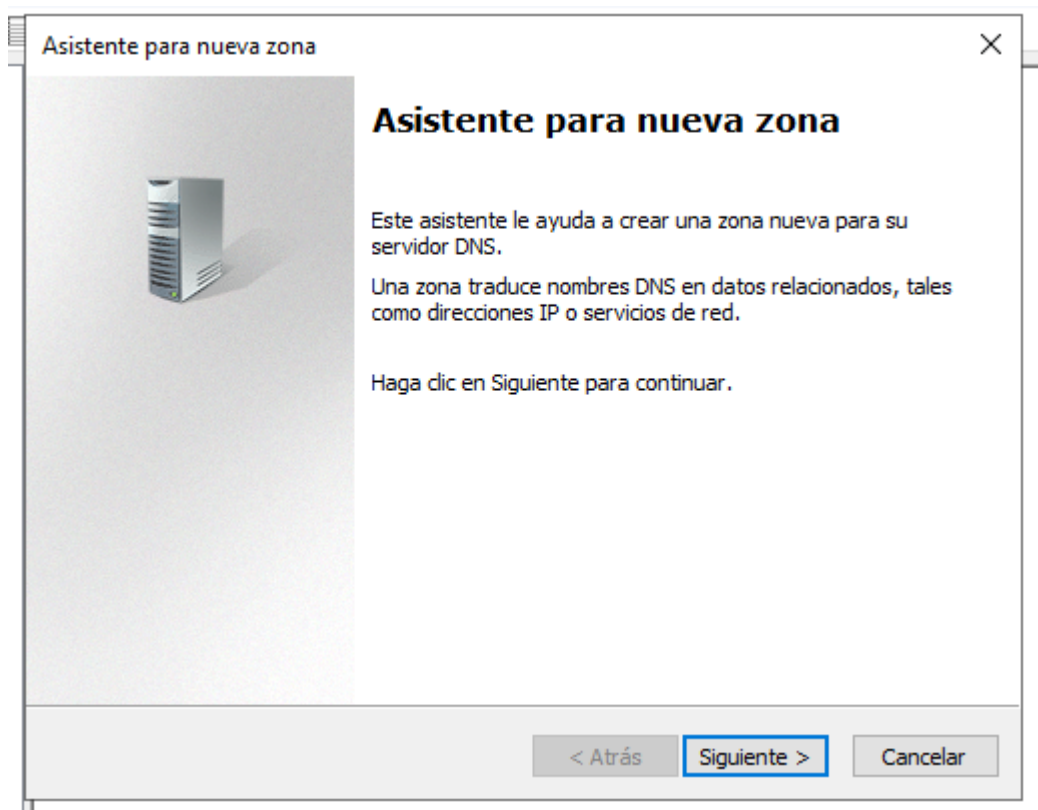 Asistente para nueva zona
Asistente para nueva zona
Este asistente le ayuda a crear una zona nueva para su
servidor DNS.
Una zona traduce nombres DNS en datos relacionados, tales
como direcciones IP o servicios de red.
Haga clic en Siguiente para continuar.
< Atrás
Siguiente >
Cancelar